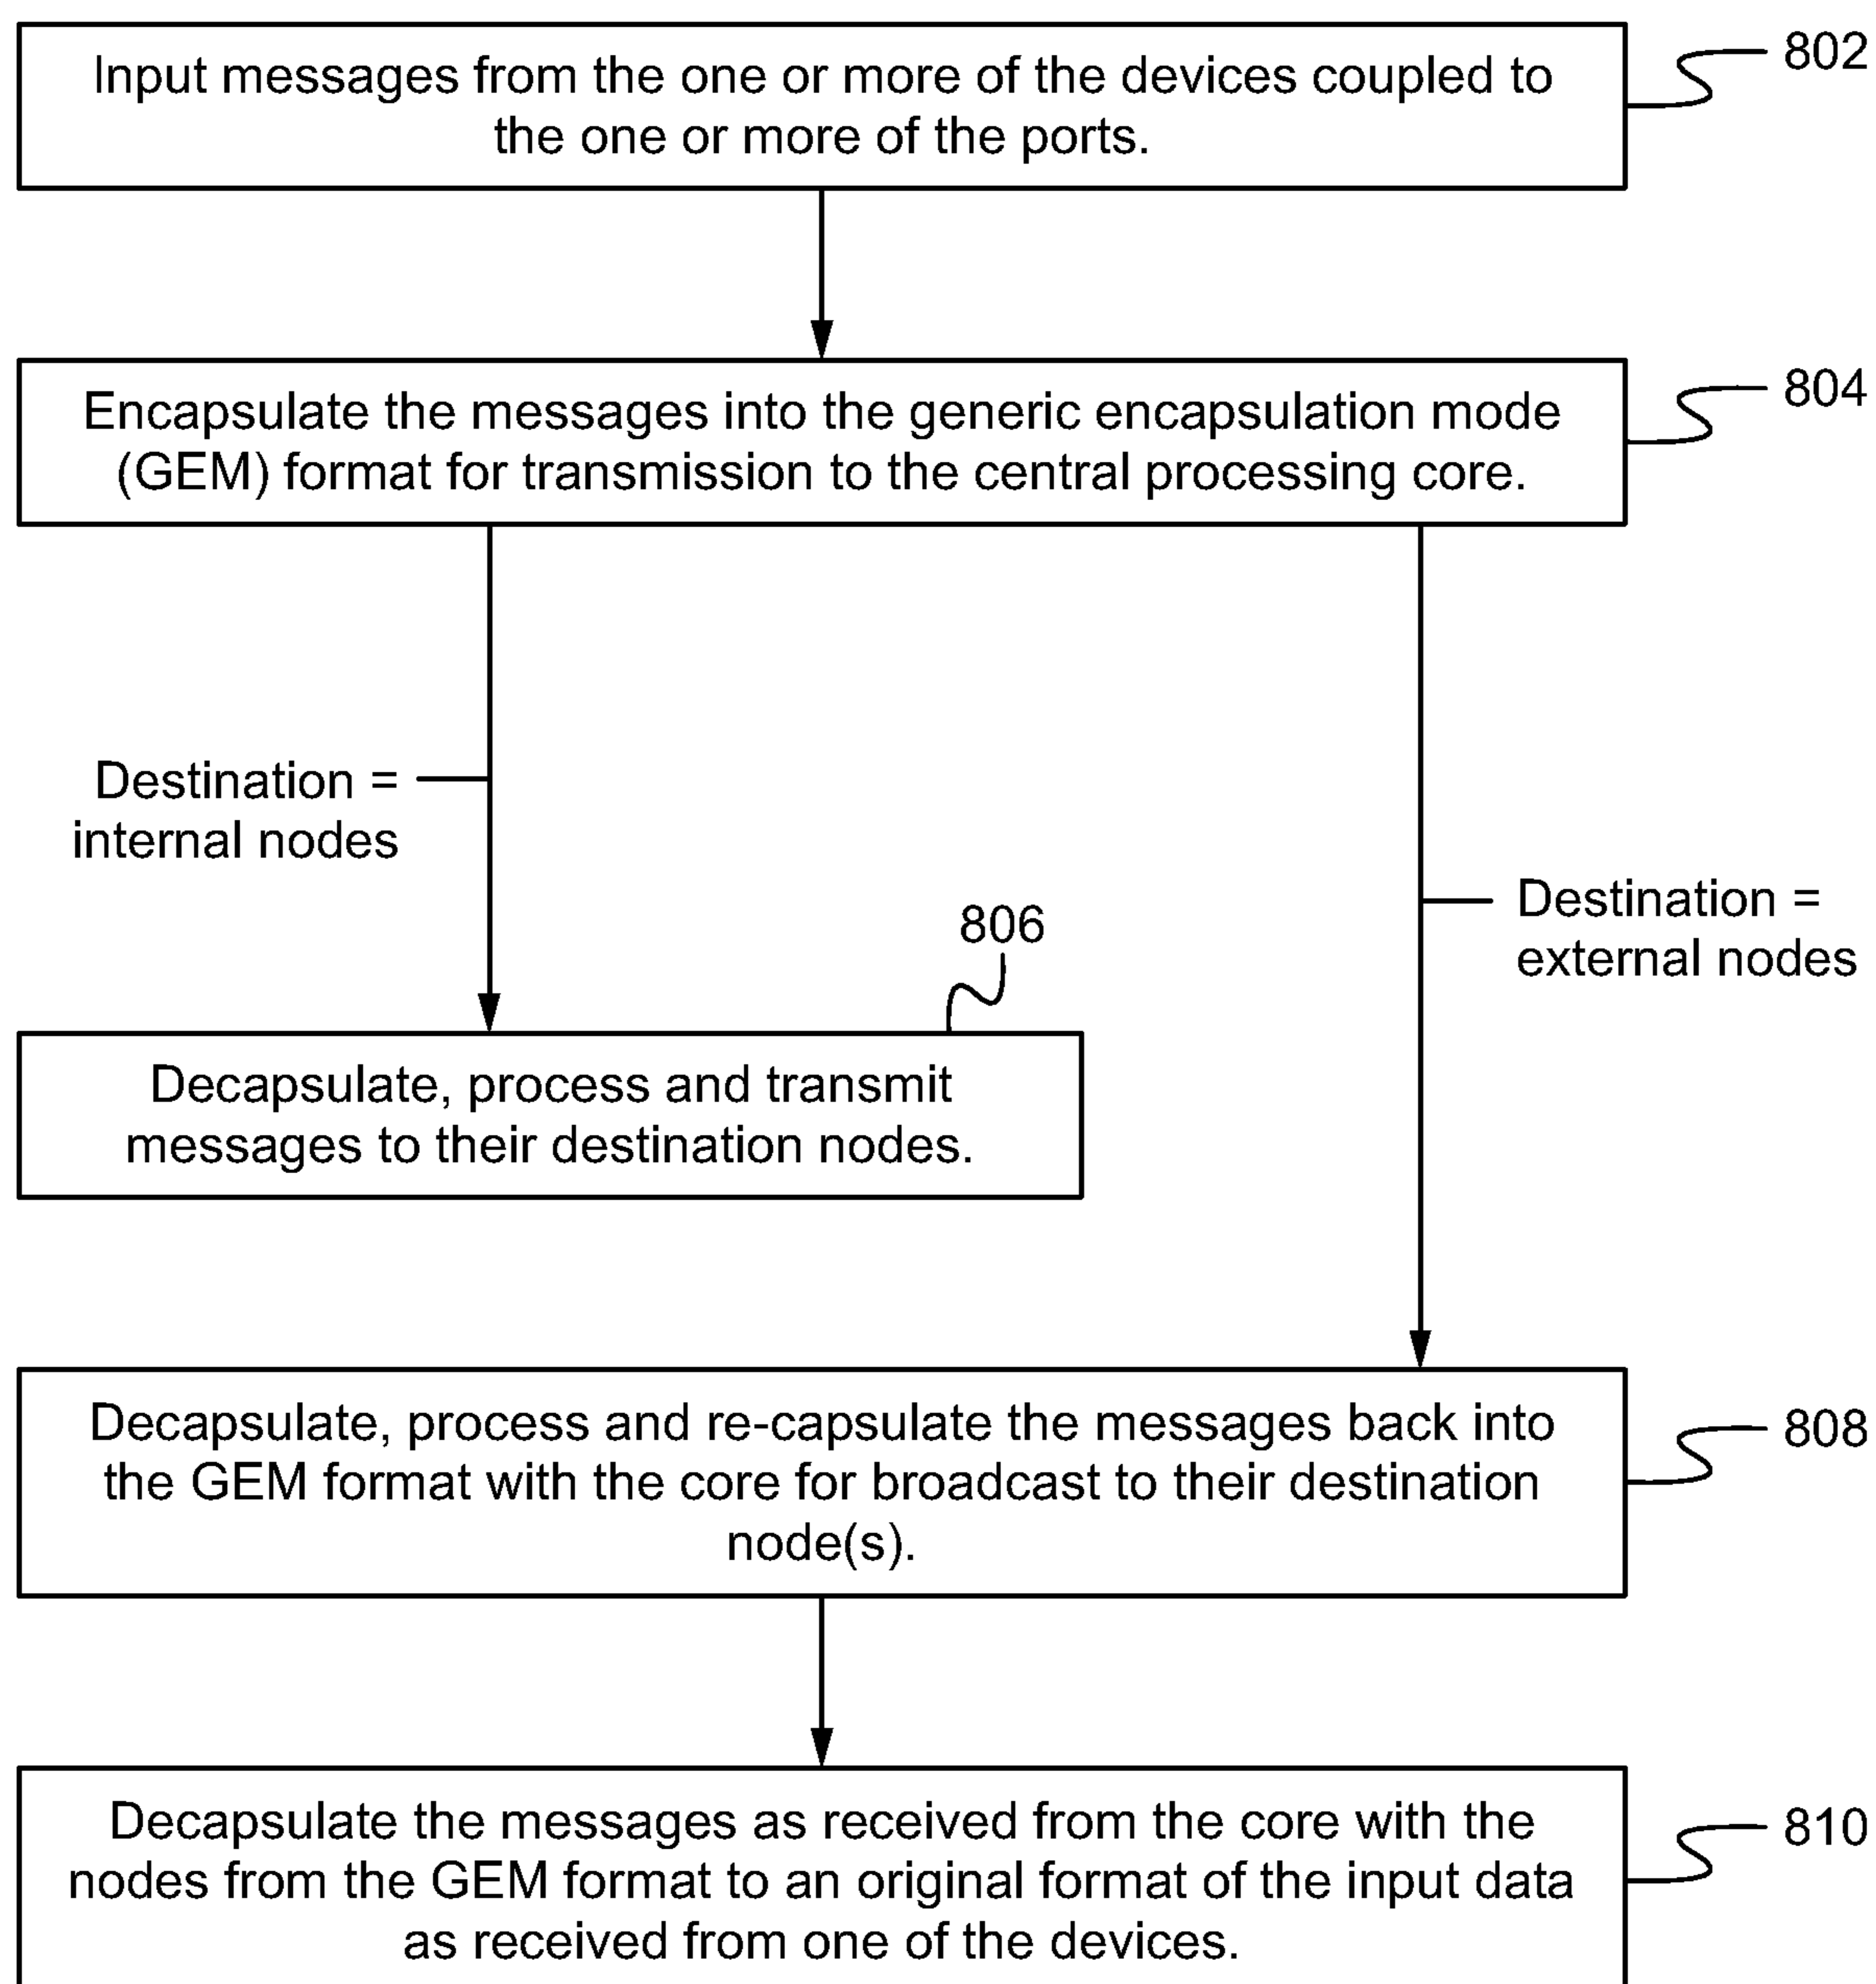 Input messages from the one or more of the devices coupled to
the one or more of the ports.
802
Encapsulate the messages into the generic encapsulation mode
(GEM) format for transmission to the central processing core.
804
Destination =
internal nodes
Destination =
external nodes
806
Decapsulate, process and transmit
messages to their destination nodes.
Decapsulate, process and re-capsulate the messages back into
the GEM format with the core for broadcast to their destination
node(s).
808
Decapsulate the messages as received from the core with the
nodes from the GEM format to an original format of the input data
as received from one of the devices.
810